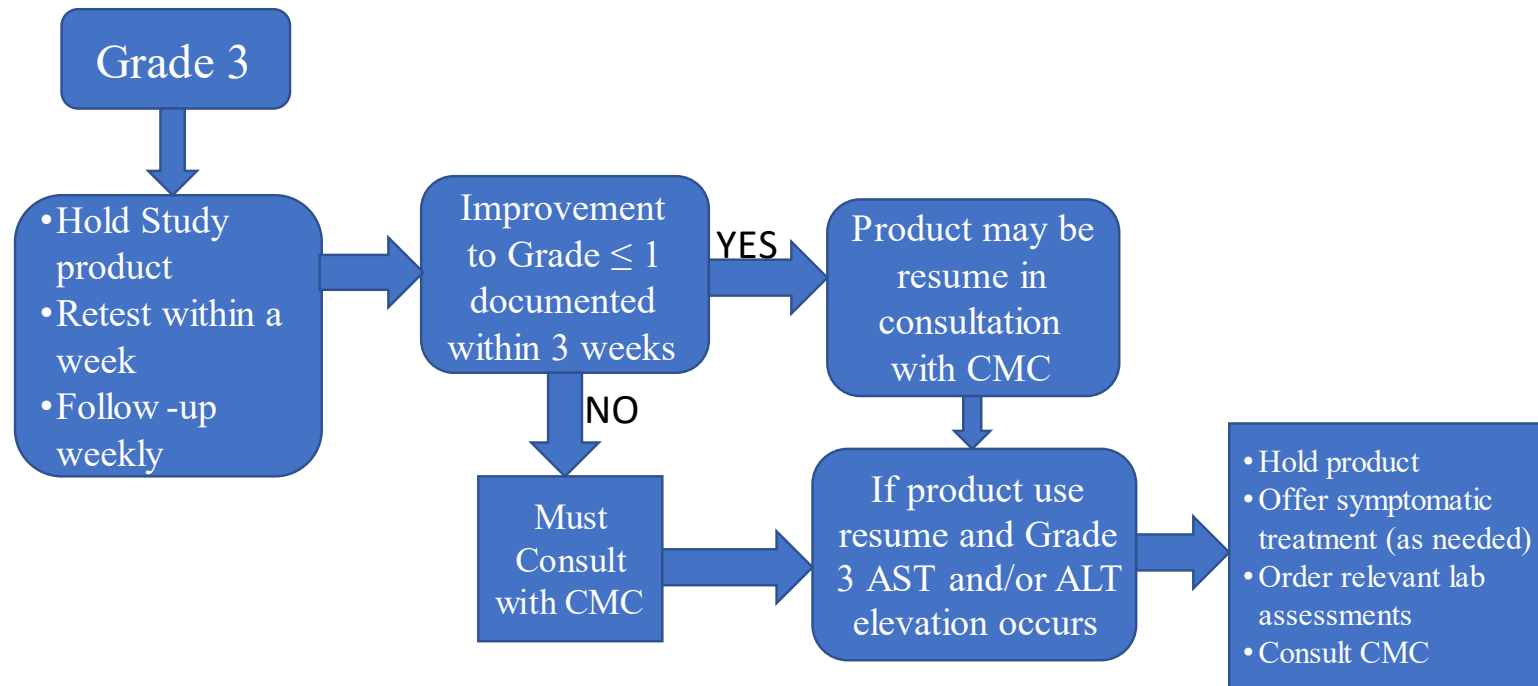 Grade 3
•Hold Study
product
•Retest within a
week
•Follow -up
weekly
Improvement
to Grade ≤ 1
documented
within 3 weeks
YES
Product may be
resume in
consultation
with CMC
NO
Must
Consult
with CMC
If product use
resume and Grade
3 AST and/or ALT
elevation occurs
• Hold product
• Offer symptomatic
treatment (as needed)
• Order relevant lab
assessments
• Consult CMC